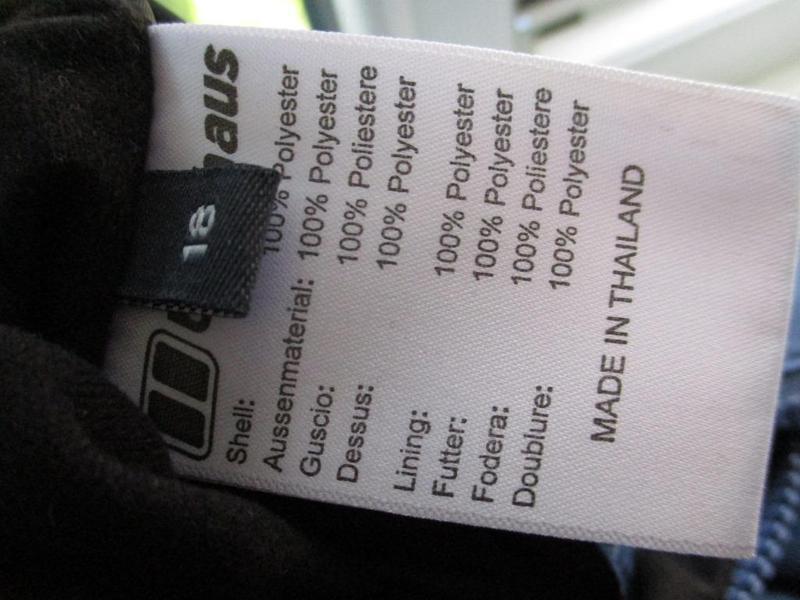 haus
18
Shell: 100% Polyester
Aussenmaterial: 100% Polyester
Guscio: 100% Poliestere
Dessus: 100% Polyester
Lining: 100% Polyester
Futter: 100% Polyester
Fodera: 100% Poliestere
Doublure: 100% Polyester
MADE IN THAILAND